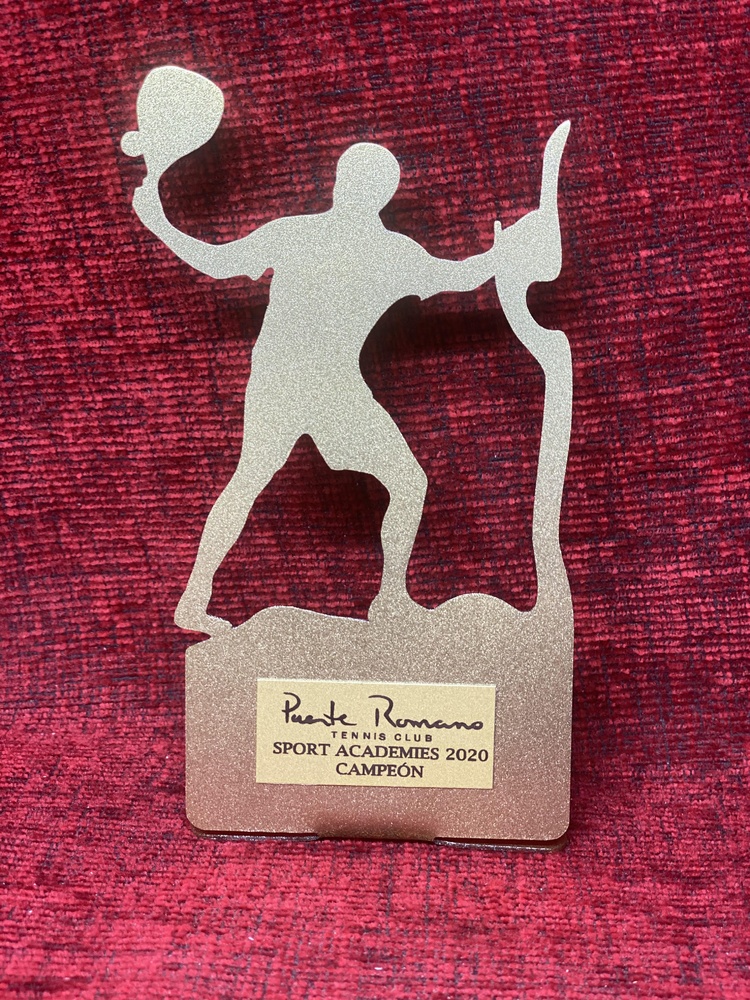 Puente Romano
TENNIS CLUB
SPORT ACADEMIES 2020
CAMPEÓN